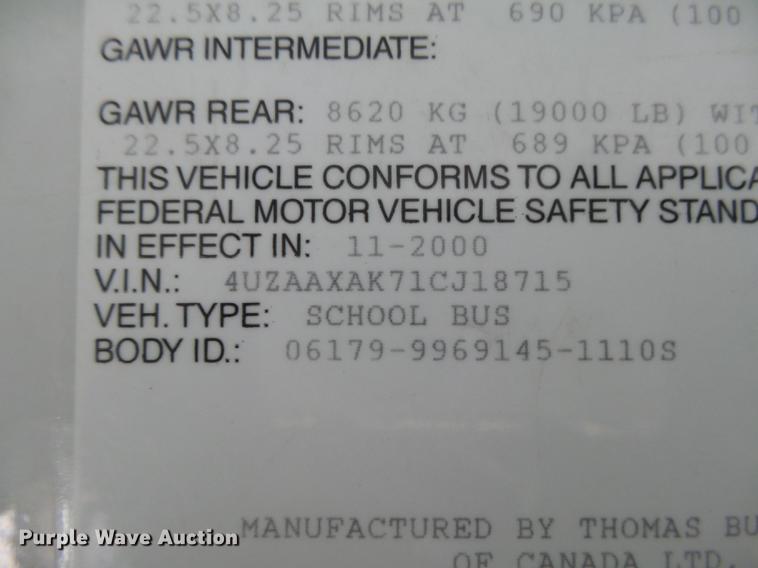 22.5X8.25 RIMS AT 690 KPA (100
GAWR INTERMEDIATE:
GAWR REAR: 8620 KG (19000 LB) WIT
22.5X8.25 RIMS AT 689 KPA (100
THIS VEHICLE CONFORMS TO ALL APPLICA
FEDERAL MOTOR VEHICLE SAFETY STAND
IN EFFECT IN: 11-2000
V.I.N.: 4UZAAXAK71CJ18715
VEH. TYPE: SCHOOL BUS
BODY ID.: 06179-9969145-1110S
MANUFACTURED BY THOMAS BU
OF CANADA LTD.
Purple Wave Auction